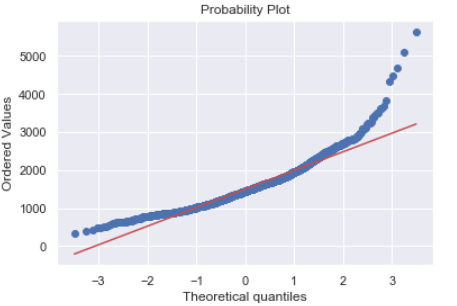 Probability Plot
Ordered Values
5000
4000
3000
2000
1000
0
−3 −2 −1 0 1 2 3
Theoretical quantiles